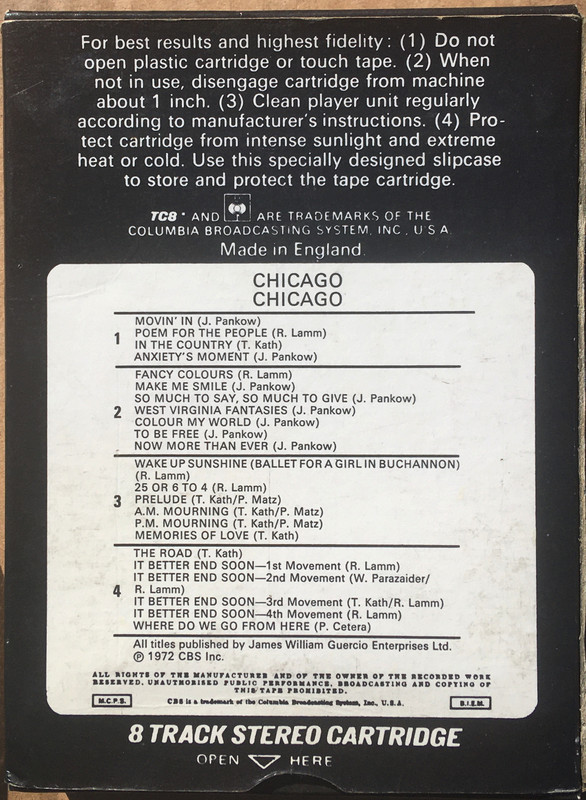 For best results and highest fidelity: (1) Do not
open plastic cartridge or touch tape. (2) When
not in use, disengage cartridge from machine
about 1 inch. (3) Clean player unit regularly
according to manufacturer's instructions. (4) Pro-
tect cartridge from intense sunlight and extreme
heat or cold. Use this specially designed slipcase
to store and protect the tape cartridge.
TC8 • AND ARE TRADEMARKS OF THE
COLUMBIA BROADCASTING SYSTEM, INC., U.S.A.
Made in England
CHICAGO
CHICAGO
1
MOVIN' IN (J. Pankow)
POEM FOR THE PEOPLE (R. Lamm)
IN THE COUNTRY (T. Kath)
ANXIETY'S MOMENT (J. Pankow)
2
FANCY COLOURS (R. Lamm)
MAKE ME SMILE (J. Pankow)
SO MUCH TO SAY, SO MUCH TO GIVE (J. Pankow)
WEST VIRGINIA FANTASIES (J. Pankow)
COLOUR MY WORLD (J. Pankow)
TO BE FREE (J. Pankow)
NOW MORE THAN EVER (J. Pankow)
3
WAKE UP SUNSHINE (BALLET FOR A GIRL IN BUCHANNON)
(R. Lamm)
25 OR 6 TO 4 (R. Lamm)
PRELUDE (T. Kath/P. Matz)
A.M. MOURNING (T. Kath/P. Matz)
P.M. MOURNING (T. Kath/P. Matz)
MEMORIES OF LOVE (T. Kath)
4
THE ROAD (T. Kath)
IT BETTER END SOON—1st Movement (R. Lamm)
IT BETTER END SOON—2nd Movement (W. Parazaider/
R. Lamm)
IT BETTER END SOON—3rd Movement (T. Kath/R. Lamm)
IT BETTER END SOON—4th Movement (R. Lamm)
WHERE DO WE GO FROM HERE (P. Cetera)
All titles published by James William Guercio Enterprises Ltd.
℗ 1972 CBS Inc.
ALL RIGHTS OF THE MANUFACTURER AND OF THE OWNER OF THE RECORDED WORK
RESERVED. UNAUTHORISED PUBLIC PERFORMANCE, BROADCASTING AND COPYING OF
THIS TAPE PROHIBITED.
M.C.P.S. CBS is a trademark of the Columbia Broadcasting System, Inc., U.S.A. B.I.E.M.
8 TRACK STEREO CARTRIDGE
OPEN HERE